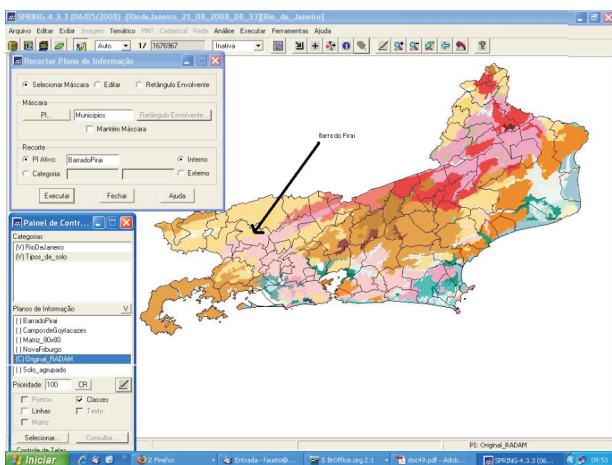 SPRING-4.3.3 (06/05/2008) -[RiodeJaneiro_21_08_2008_08_33][Rio_de_Janeiro]
Arquivo Editar Exibir Imagem Temático MNT Cadastral Rede Análise Executar Ferramentas Ajuda
Auto 1/ 1676967 Inativa
Recortar Plano de Informação
Selecionar Máscara Editar Retângulo Envolvente
Máscara
PI... Municipios Retângulo Envolvente...
Mantém Máscara
Recorte
PI Ativo: BarradoPirai Interno
Categoria: Externo
Executar Fechar Ajuda
Barra do Pirai
Painel de Contr...
Categorias
(V) RioDeJaneiro
(V) Tipos_de_solo
Planos de Informação V
( ) BarradoPirai
( ) CamposdeGoytacazes
( ) Matriz_80x80
( ) NovaFriburgo
(C) Original_RADAM
( ) Solo_agrupado
Prioridade: 100 CR
Pontos Classes
Linhas Texto
Matriz
Selecionar... Consultar...
Controle de Telas
PI: Original_RADAM
Iniciar 2 Firefox Entrada - fausto@... 5 BrOffice.org 2.1 doc49.pdf - Adob... SPRING-4.3.3 (06... 09:53